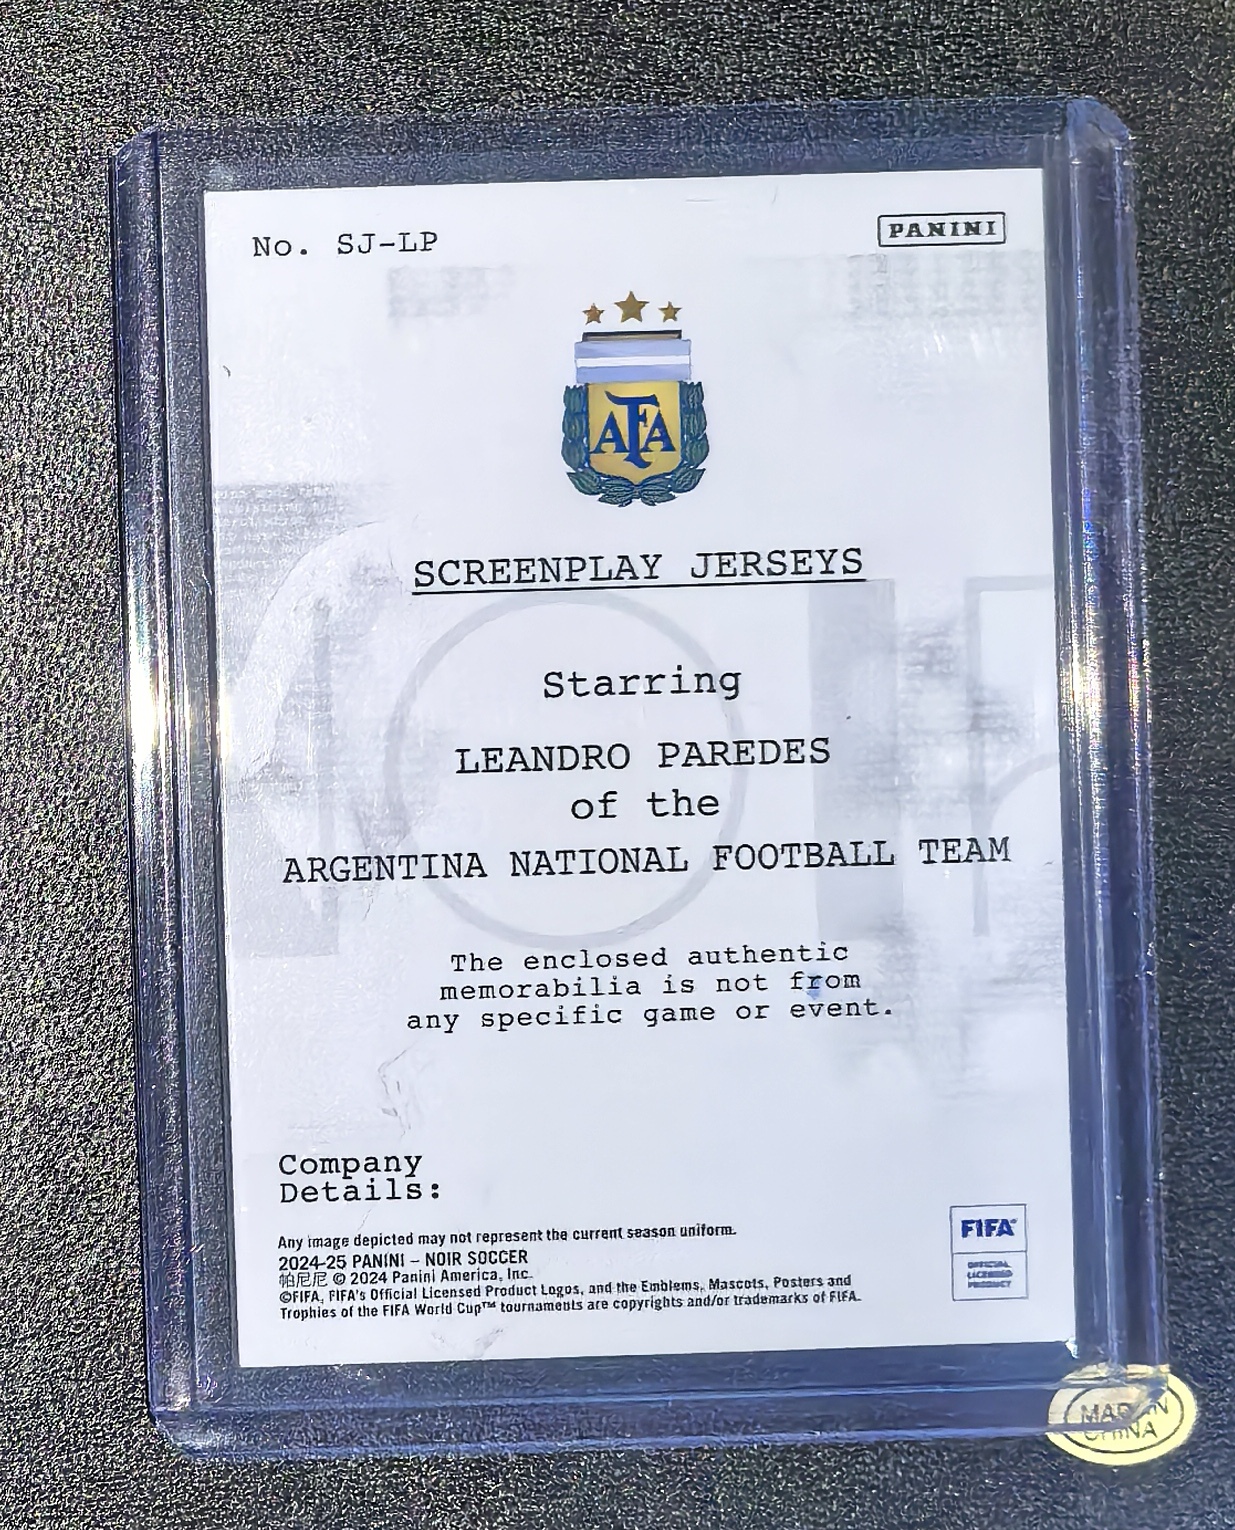 No. SJ-LP
PANINI
AFA
SCREENPLAY JERSEYS
Starring
LEANDRO PAREDES
of the
ARGENTINA NATIONAL FOOTBALL TEAM
The enclosed authentic
memorabilia is not from
any specific game or event.
Company
Details:
Any image depicted may not represent the current season uniform.
2024-25 PANINI – NOIR SOCCER
帕尼尼 © 2024 Panini America, Inc.
©FIFA, FIFA's Official Licensed Product Logos, and the Emblems, Mascots, Posters and
Trophies of the FIFA World Cup™ tournaments are copyrights and/or trademarks of FIFA.
FIFA®
OFFICIAL
LICENSED
PRODUCT
MADE IN
CHINA